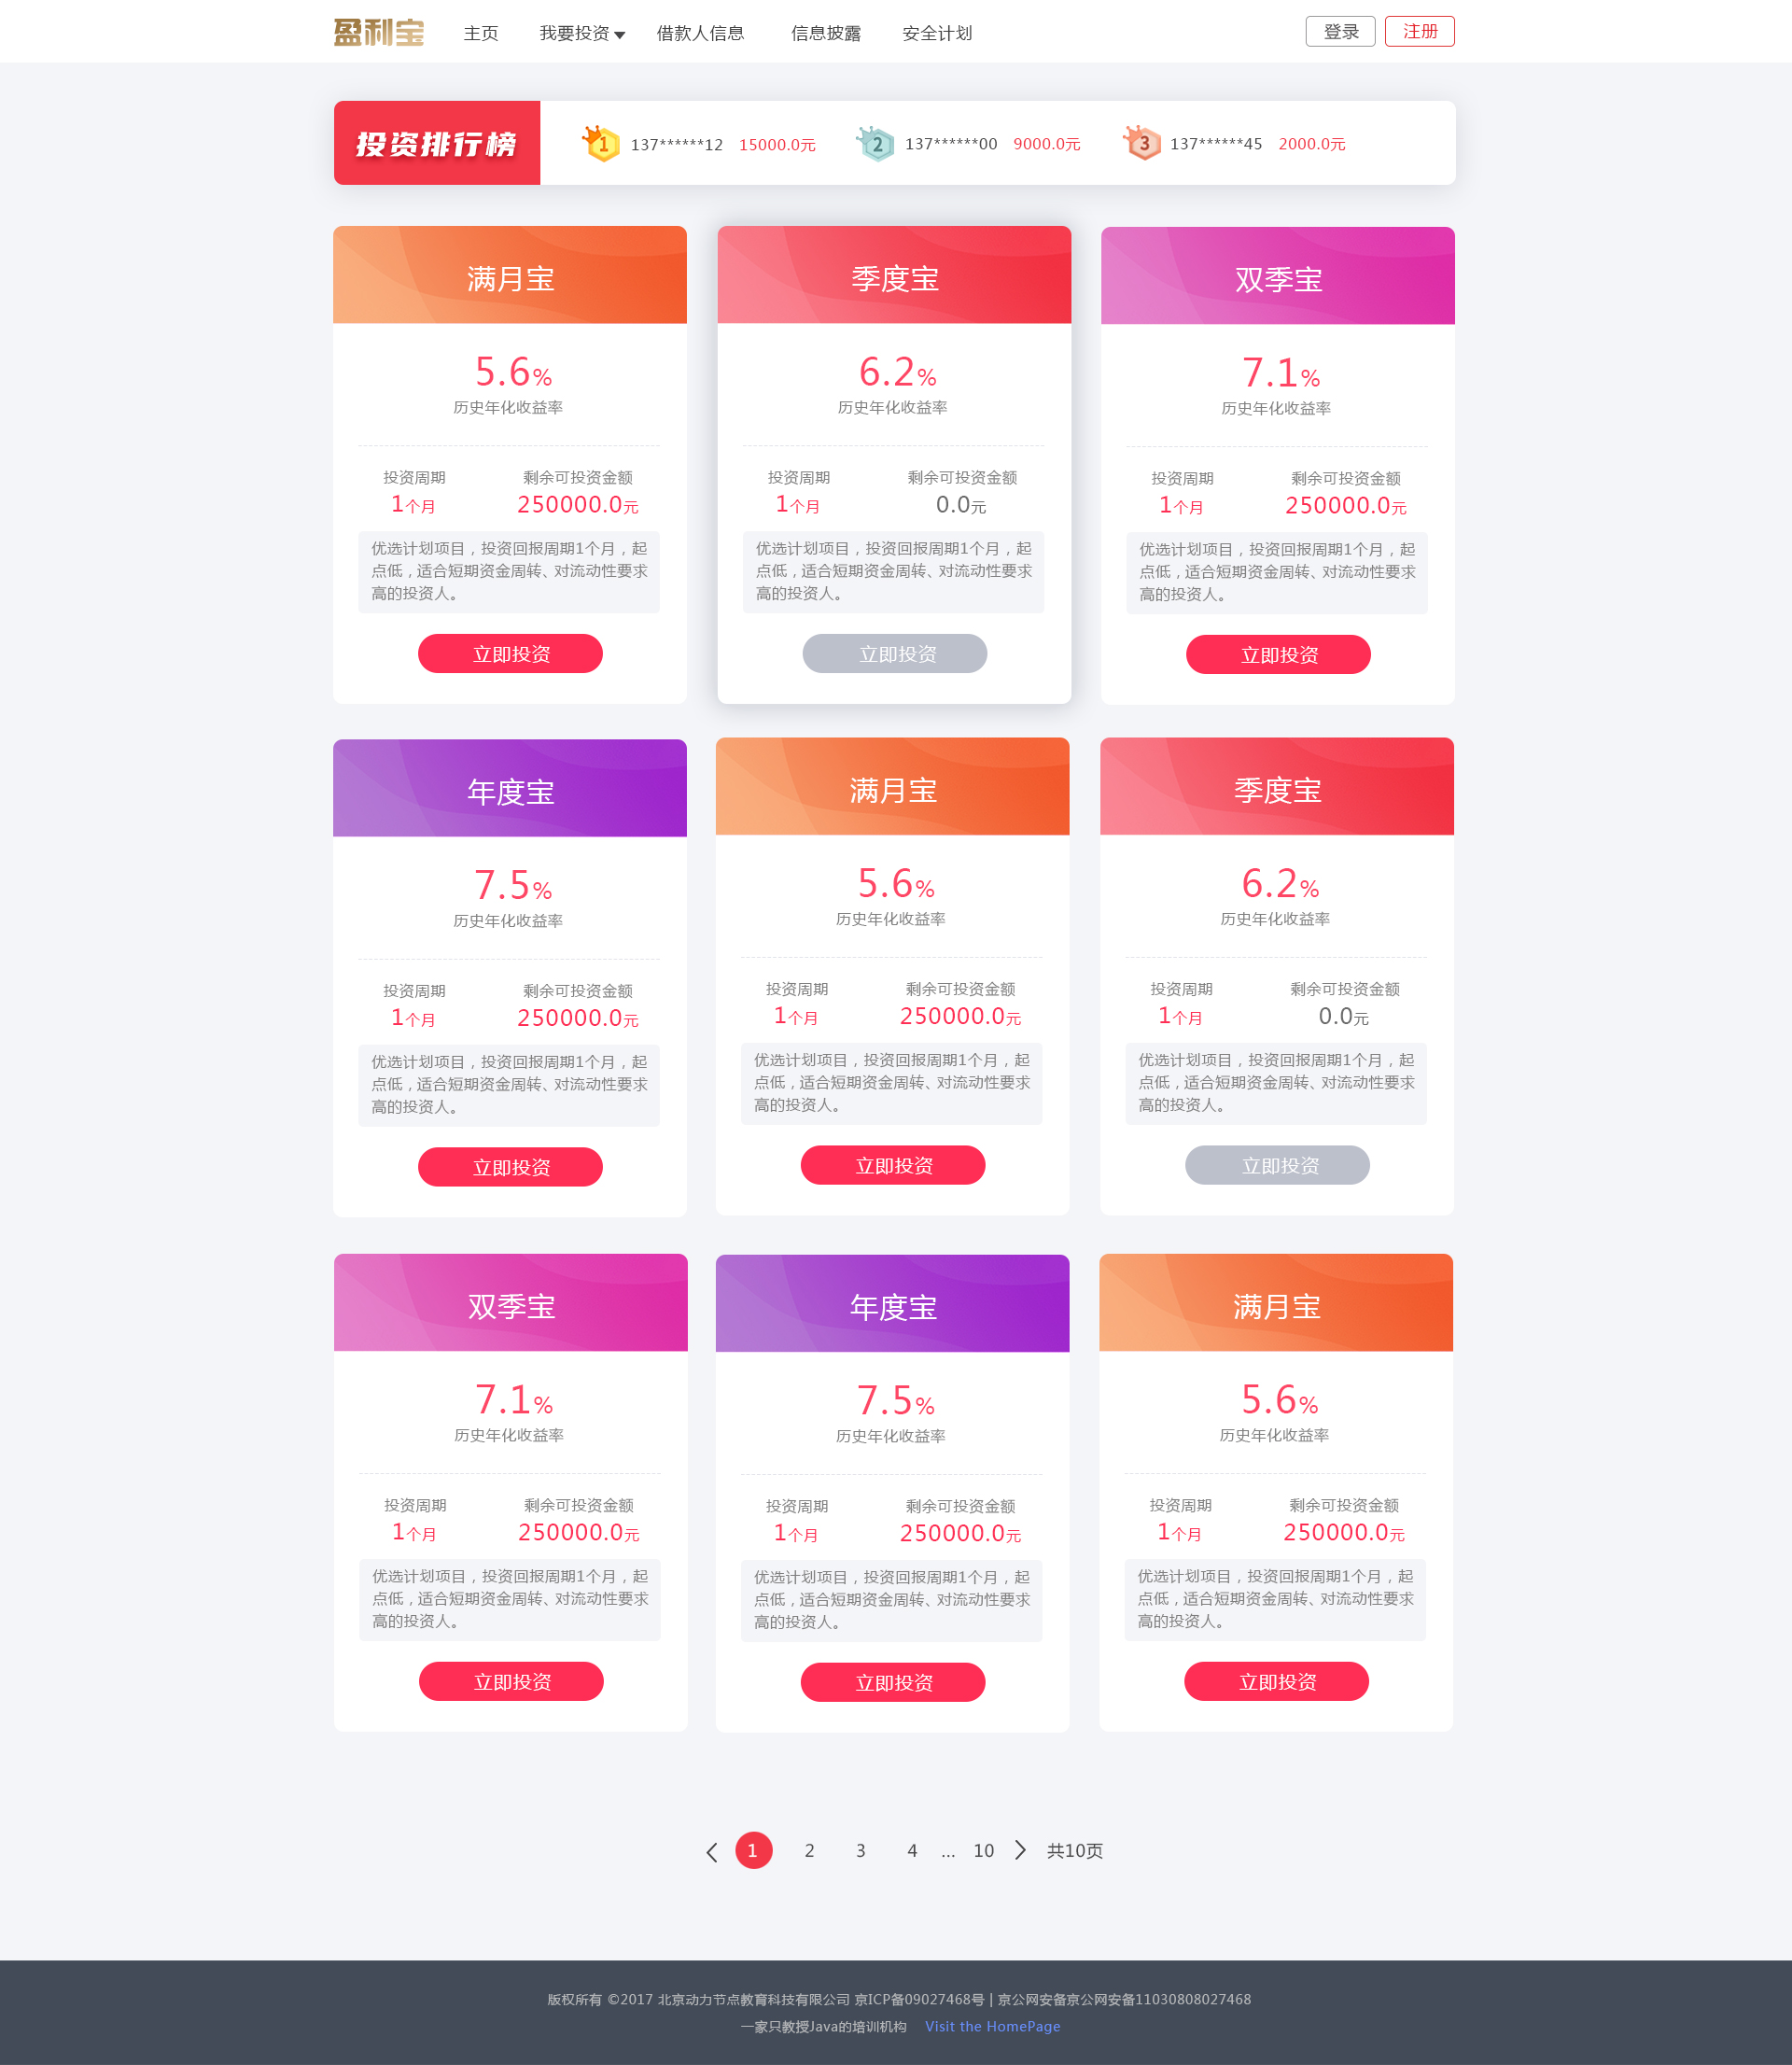 盈利宝 主页 我要投资 借款人信息 信息披露 安全计划 登录 注册
投资排行榜 1 137******12 15000.0元 2 137******00 9000.0元 3 137******45 2000.0元
满月宝 季度宝 双季宝
5.6% 6.2% 7.1%
历史年化收益率 历史年化收益率 历史年化收益率
投资周期 剩余可投资金额 投资周期 剩余可投资金额 投资周期 剩余可投资金额
1个月 250000.0元 1个月 0.0元 1个月 250000.0元
优选计划项目，投资回报周期1个月，起 优选计划项目，投资回报周期1个月，起 优选计划项目，投资回报周期1个月，起
点低，适合短期资金周转、对流动性要求 点低，适合短期资金周转、对流动性要求 点低，适合短期资金周转、对流动性要求
高的投资人。 高的投资人。 高的投资人。
立即投资 立即投资 立即投资
年度宝 满月宝 季度宝
7.5% 5.6% 6.2%
历史年化收益率 历史年化收益率 历史年化收益率
投资周期 剩余可投资金额 投资周期 剩余可投资金额 投资周期 剩余可投资金额
1个月 250000.0元 1个月 250000.0元 1个月 0.0元
优选计划项目，投资回报周期1个月，起 优选计划项目，投资回报周期1个月，起 优选计划项目，投资回报周期1个月，起
点低，适合短期资金周转、对流动性要求 点低，适合短期资金周转、对流动性要求 点低，适合短期资金周转、对流动性要求
高的投资人。 高的投资人。 高的投资人。
立即投资 立即投资 立即投资
双季宝 年度宝 满月宝
7.1% 7.5% 5.6%
历史年化收益率 历史年化收益率 历史年化收益率
投资周期 剩余可投资金额 投资周期 剩余可投资金额 投资周期 剩余可投资金额
1个月 250000.0元 1个月 250000.0元 1个月 250000.0元
优选计划项目，投资回报周期1个月，起 优选计划项目，投资回报周期1个月，起 优选计划项目，投资回报周期1个月，起
点低，适合短期资金周转、对流动性要求 点低，适合短期资金周转、对流动性要求 点低，适合短期资金周转、对流动性要求
高的投资人。 高的投资人。 高的投资人。
立即投资 立即投资 立即投资
1 2 3 4 ... 10 共10页
版权所有 ©2017 北京动力节点教育科技有限公司 京ICP备09027468号 | 京公网安备京公网安备11030808027468
一家只教授Java的培训机构 Visit the HomePage